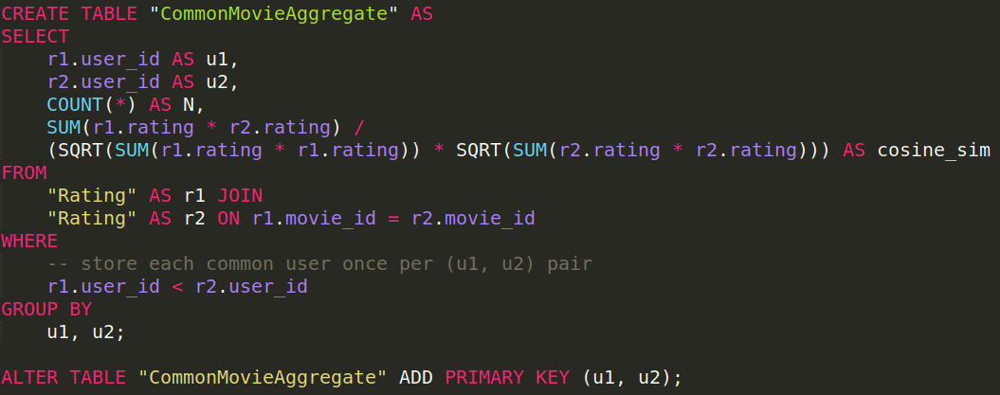 CREATE TABLE "CommonMovieAggregate" AS
SELECT
    r1.user_id AS u1,
    r2.user_id AS u2,
    COUNT(*) AS N,
    SUM(r1.rating * r2.rating) /
    (SQRT(SUM(r1.rating * r1.rating)) * SQRT(SUM(r2.rating * r2.rating))) AS cosine_sim
FROM
    "Rating" AS r1 JOIN
    "Rating" AS r2 ON r1.movie_id = r2.movie_id
WHERE
    -- store each common user once per (u1, u2) pair
    r1.user_id < r2.user_id
GROUP BY
    u1, u2;

ALTER TABLE "CommonMovieAggregate" ADD PRIMARY KEY (u1, u2);